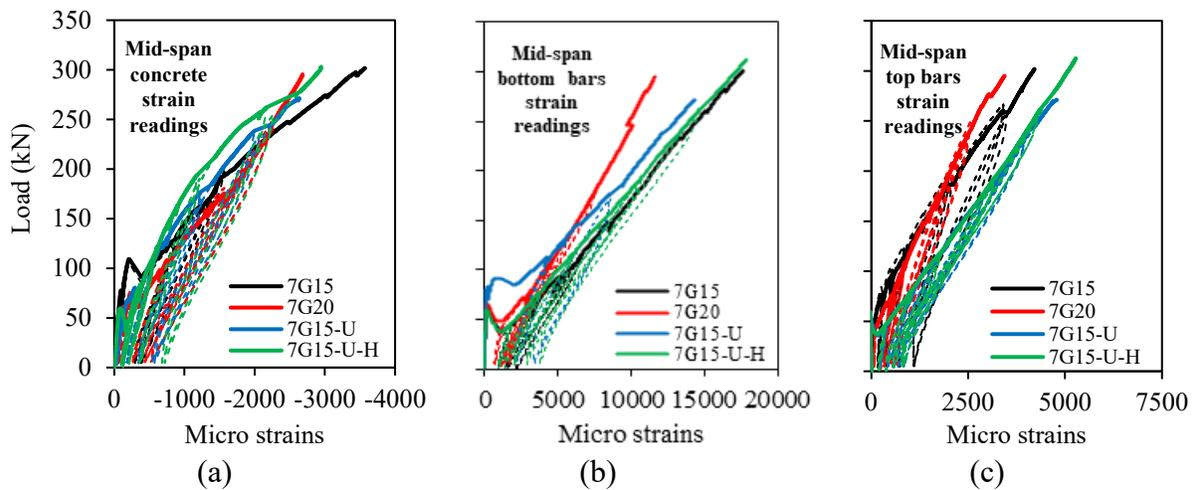 350
300
250
200
150
100
50
0
Load (kN)
Mid-span
concrete
strain
readings
7G15
7G20
7G15-U
7G15-U-H
0 -1000 -2000 -3000 -4000
Micro strains
(a)
Mid-span
bottom bars
strain
readings
7G15
7G20
7G15-U
7G15-U-H
0 5000 10000 15000 20000
Micro strains
(b)
Mid-span
top bars
strain
readings
7G15
7G20
7G15-U
7G15-U-H
0 2500 5000 7500
Micro strains
(c)